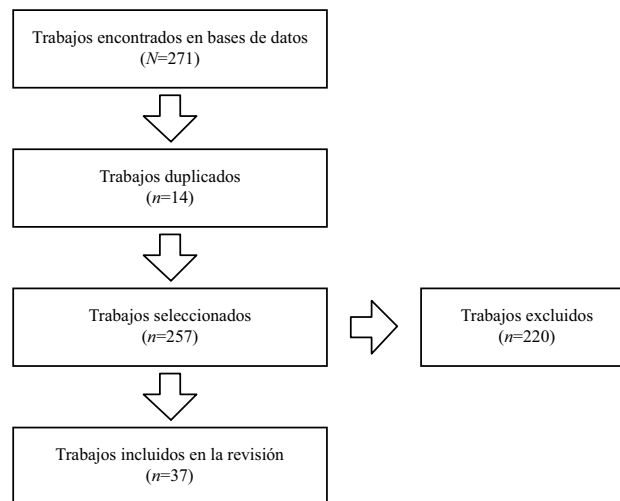 Trabajos encontrados en bases de datos
(N=271)
Trabajos duplicados
(n=14)
Trabajos seleccionados
(n=257)
Trabajos excluidos
(n=220)
Trabajos incluidos en la revisión
(n=37)